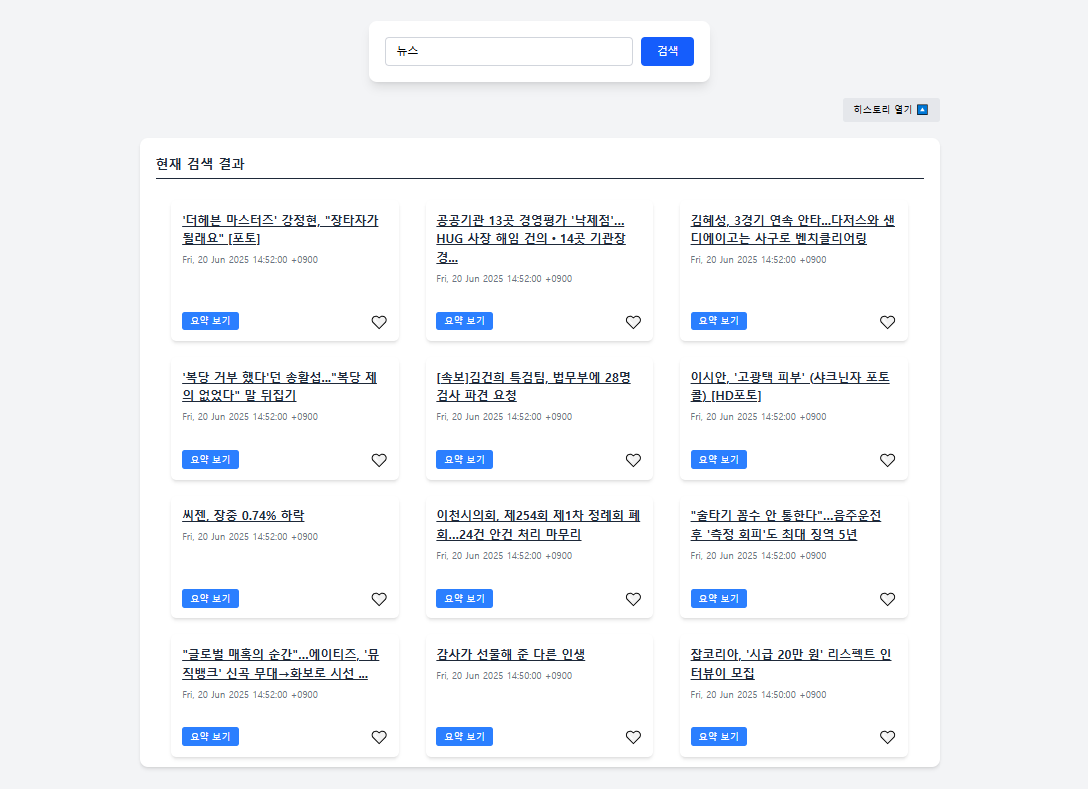 뉴스
검색
히스토리 열기 🔼
현재 검색 결과
'더헤븐 마스터즈' 강정현, "장타자가
될래요" [포토]
Fri, 20 Jun 2025 14:52:00 +0900
요약 보기
공공기관 13곳 경영평가 '낙제점'...
HUG 사장 해임 건의·14곳 기관장
경...
Fri, 20 Jun 2025 14:52:00 +0900
요약 보기
김혜성, 3경기 연속 안타...다저스와 샌
디에이고는 사구로 벤치클리어링
Fri, 20 Jun 2025 14:52:00 +0900
요약 보기
'복당 거부 했다'던 송활섭..."복당 제
의 없었다" 말 뒤집기
Fri, 20 Jun 2025 14:52:00 +0900
요약 보기
[속보]김건희 특검팀, 법무부에 28명
검사 파견 요청
Fri, 20 Jun 2025 14:52:00 +0900
요약 보기
이시안, '고광택 피부' (샤크닌자 포토
콜) [HD포토]
Fri, 20 Jun 2025 14:52:00 +0900
요약 보기
씨젠, 장중 0.74% 하락
Fri, 20 Jun 2025 14:52:00 +0900
요약 보기
이천시의회, 제254회 제1차 정례회 폐
회...24건 안건 처리 마무리
Fri, 20 Jun 2025 14:52:00 +0900
요약 보기
"술타기 꼼수 안 통한다"...음주운전
후 '측정 회피'도 최대 징역 5년
Fri, 20 Jun 2025 14:52:00 +0900
요약 보기
"글로벌 매혹의 순간"...에이티즈, '뮤
직뱅크' 신곡 무대→화보로 시선 ...
Fri, 20 Jun 2025 14:52:00 +0900
요약 보기
감사가 선물해 준 다른 인생
Fri, 20 Jun 2025 14:50:00 +0900
요약 보기
잡코리아, '시급 20만 원' 리스펙트 인
터뷰이 모집
Fri, 20 Jun 2025 14:50:00 +0900
요약 보기